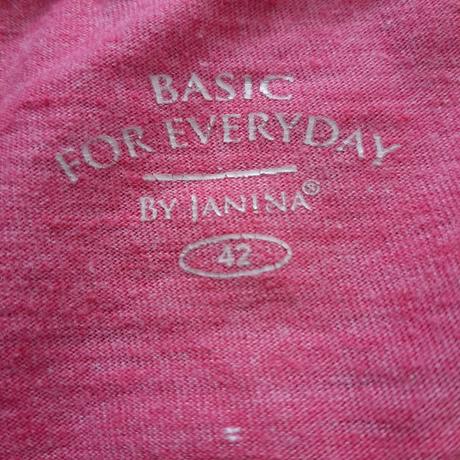 BASIC
FOR EVERYDAY
BY JANINA®
42